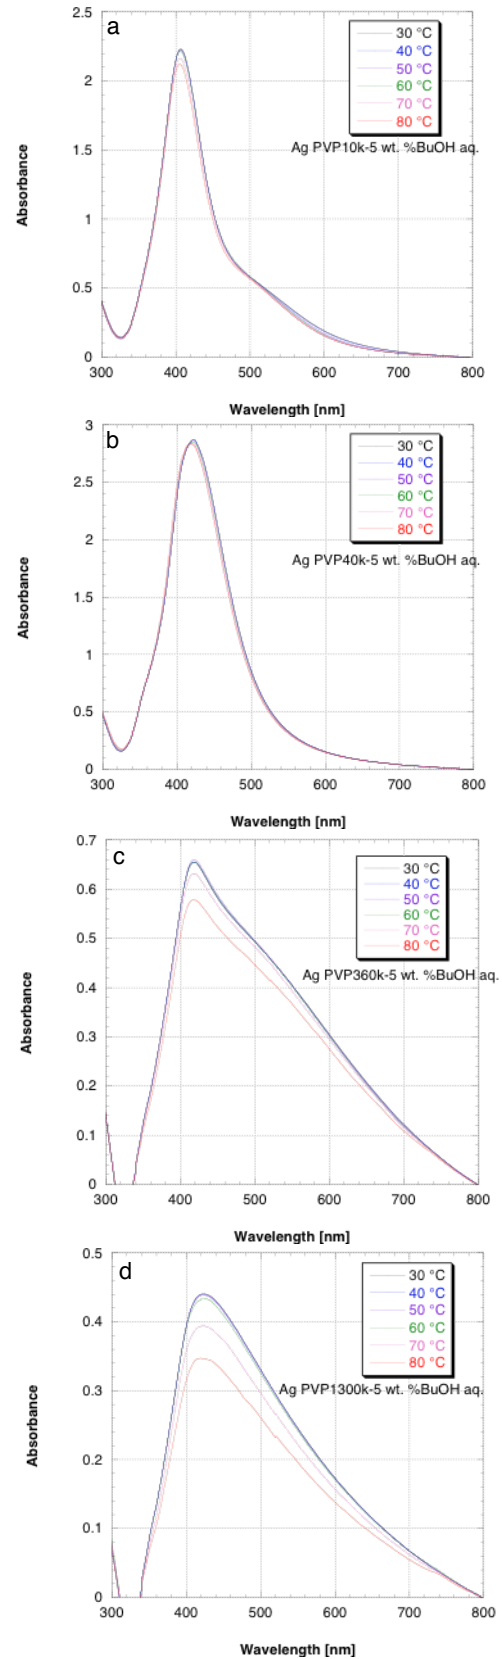 a
2.5
2
1.5
1
0.5
0
Absorbance
30 °C
40 °C
50 °C
60 °C
70 °C
80 °C
Ag PVP10k-5 wt. %BuOH aq.
300 400 500 600 700 800
Wavelength [nm]
b
3
2.5
2
1.5
1
0.5
0
Absorbance
30 °C
40 °C
50 °C
60 °C
70 °C
80 °C
Ag PVP40k-5 wt. %BuOH aq.
300 400 500 600 700 800
Wavelength [nm]
c
0.7
0.6
0.5
0.4
0.3
0.2
0.1
0
Absorbance
30 °C
40 °C
50 °C
60 °C
70 °C
80 °C
Ag PVP360k-5 wt. %BuOH aq.
300 400 500 600 700 800
Wavelength [nm]
d
0.5
0.4
0.3
0.2
0.1
0
Absorbance
30 °C
40 °C
50 °C
60 °C
70 °C
80 °C
Ag PVP1300k-5 wt. %BuOH aq.
300 400 500 600 700 800
Wavelength [nm]